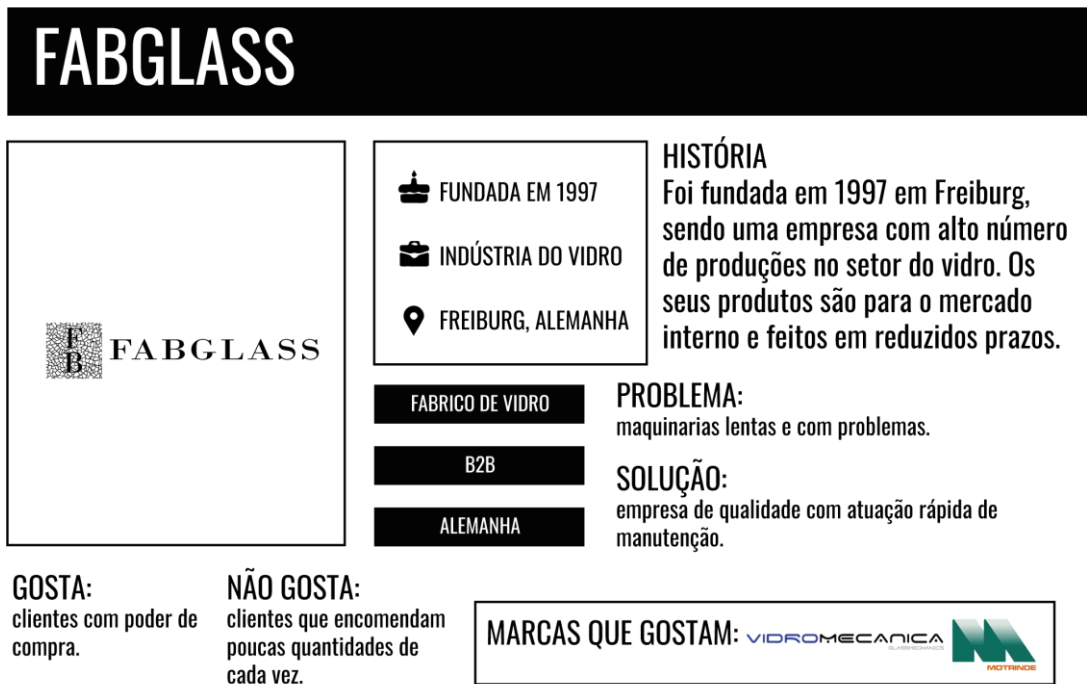 FABGLASS
F
B
FABGLASS
FUNDADA EM 1997
INDÚSTRIA DO VIDRO
FREIBURG, ALEMANHA
FABRICO DE VIDRO
B2B
ALEMANHA
HISTÓRIA
Foi fundada em 1997 em Freiburg,
sendo uma empresa com alto número
de produções no setor do vidro. Os
seus produtos são para o mercado
interno e feitos em reduzidos prazos.
PROBLEMA:
maquinarias lentas e com problemas.
SOLUÇÃO:
empresa de qualidade com atuação rápida de
manutenção.
GOSTA:
clientes com poder de
compra.
NÃO GOSTA:
clientes que encomendam
poucas quantidades de
cada vez.
MARCAS QUE GOSTAM:
VIDROMECANICA
MOTRINDE